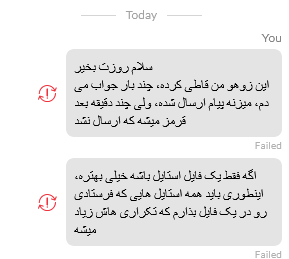 Today
You
سلام روزت بخیر
این زوهو من قاطی کرده، چند بار جواب می
دم، میزنه پیام ارسال شده، ولی چند دقیقه بعد
قرمز میشه که ارسال نشد
Failed
اگه فقط یک فایل استایل باشه خیلی بهتره،
اینطوری باید همه استایل هایی که فرستادی
رو در یک فایل بذارم که تکراری هاش زیاد
میشه
Failed